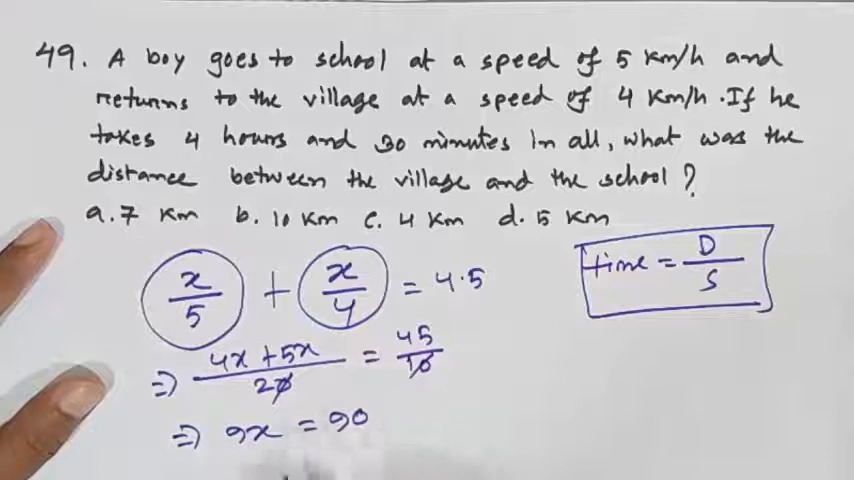 49. A boy goes to school at a speed of 5 km/h and
returns to the village at a speed of 4 km/h. If he
takes 4 hours and 30 minutes in all, what was the
distance between the village and the school?
a. 7 km b. 10 km c. 4 km d. 5 km
x/5 + x/4 = 4.5
time = D/S
=> 4x + 5x / 20 = 45/10
=> 9x = 90